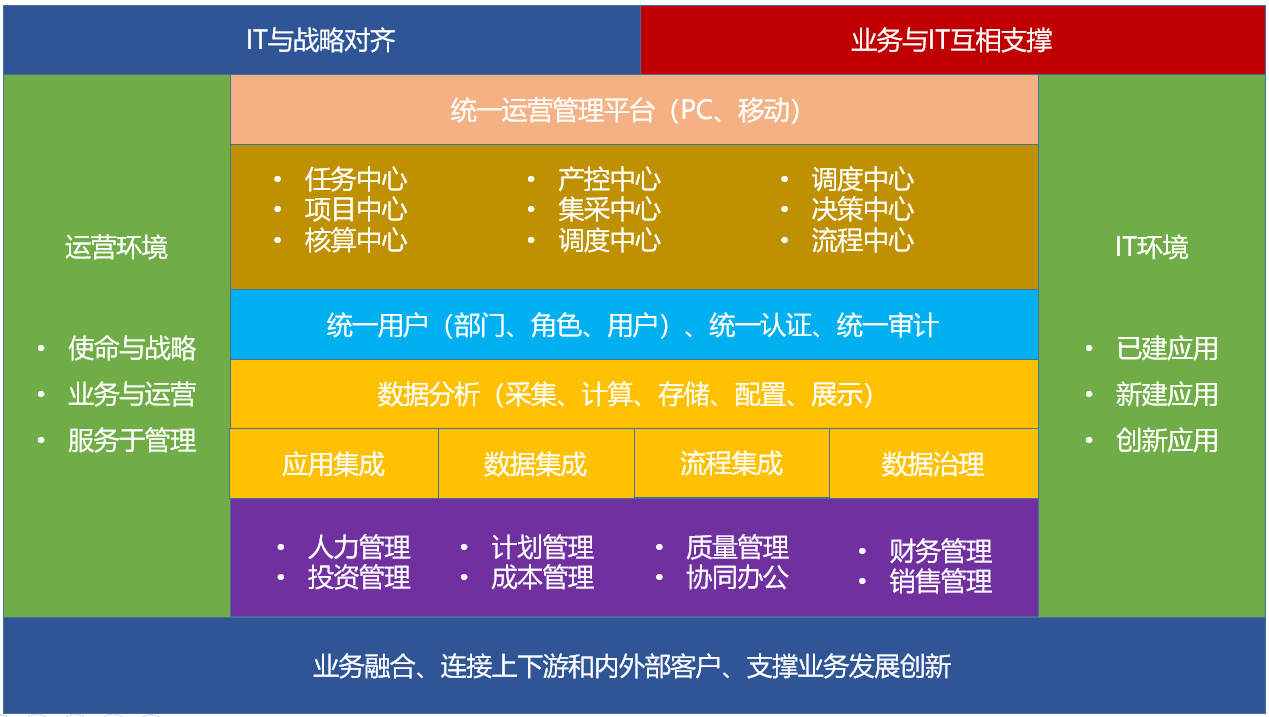 IT与战略对齐
业务与IT互相支撑
统一运营管理平台（PC、移动）
• 任务中心
• 项目中心
• 核算中心
• 产控中心
• 集采中心
• 调度中心
• 调度中心
• 决策中心
• 流程中心
运营环境
• 使命与战略
• 业务与运营
• 服务于管理
IT环境
• 已建应用
• 新建应用
• 创新应用
统一用户（部门、角色、用户）、统一认证、统一审计
数据分析（采集、计算、存储、配置、展示）
应用集成
数据集成
流程集成
数据治理
• 人力管理
• 投资管理
• 计划管理
• 成本管理
• 质量管理
• 协同办公
• 财务管理
• 销售管理
业务融合、连接上下游和内外部客户、支撑业务发展创新